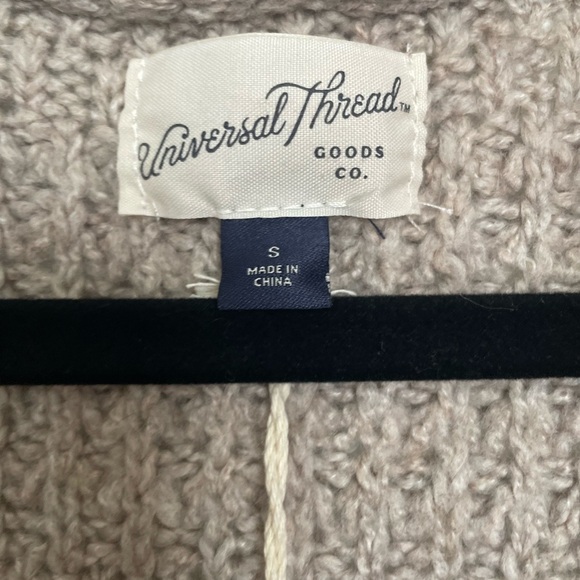 Universal Thread™
GOODS
CO.
S
MADE IN
CHINA